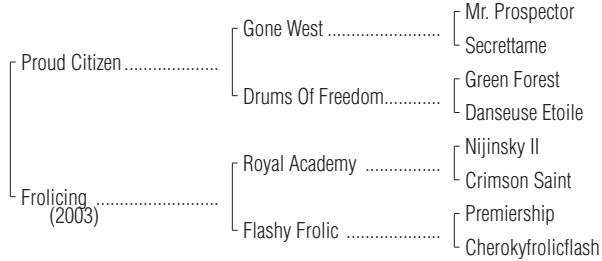 Mr. Prospector
Gone West ......................
Secrettame
Proud Citizen ...................
Green Forest
Drums Of Freedom...........
Danseuse Etoile
Nijinsky II
Royal Academy ...............
Crimson Saint
Frolicing .........................
(2003)
Premiership
Flashy Frolic ...................
Cherokyfrolicflash